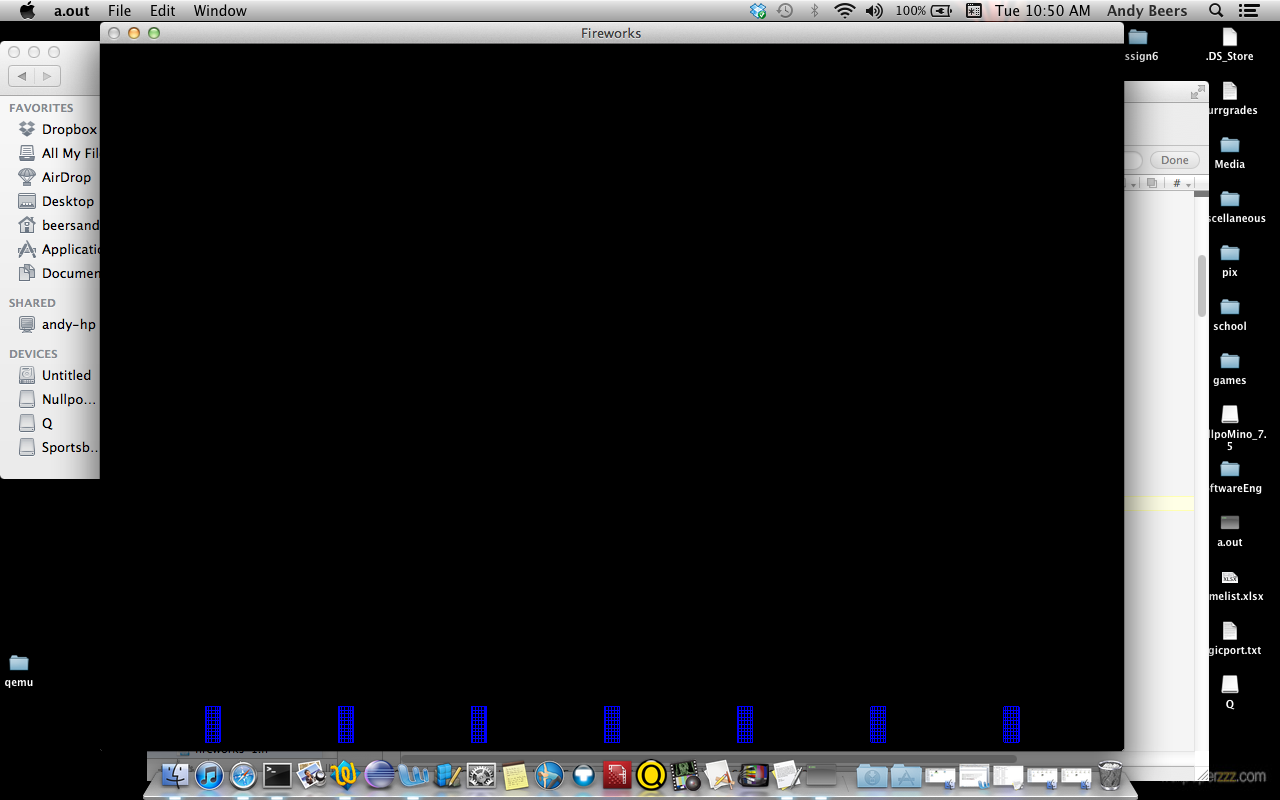 a.out File Edit Window 100% Tue 10:50 AM Andy Beers
Fireworks
FAVORITES
Dropbox
All My Fil
AirDrop
Desktop
beersand
Applicatio
Documen
SHARED
andy-hp
DEVICES
Untitled
Nullpo...
Q
Sportsb...
qemu
ssign6
.DS_Store
urrgrades
Done
#
Media
scellaneous
pix
school
games
llpoMino_7.
5
ftwareEng
a.out
XLSX
melist.xlsx
gicport.txt
Q